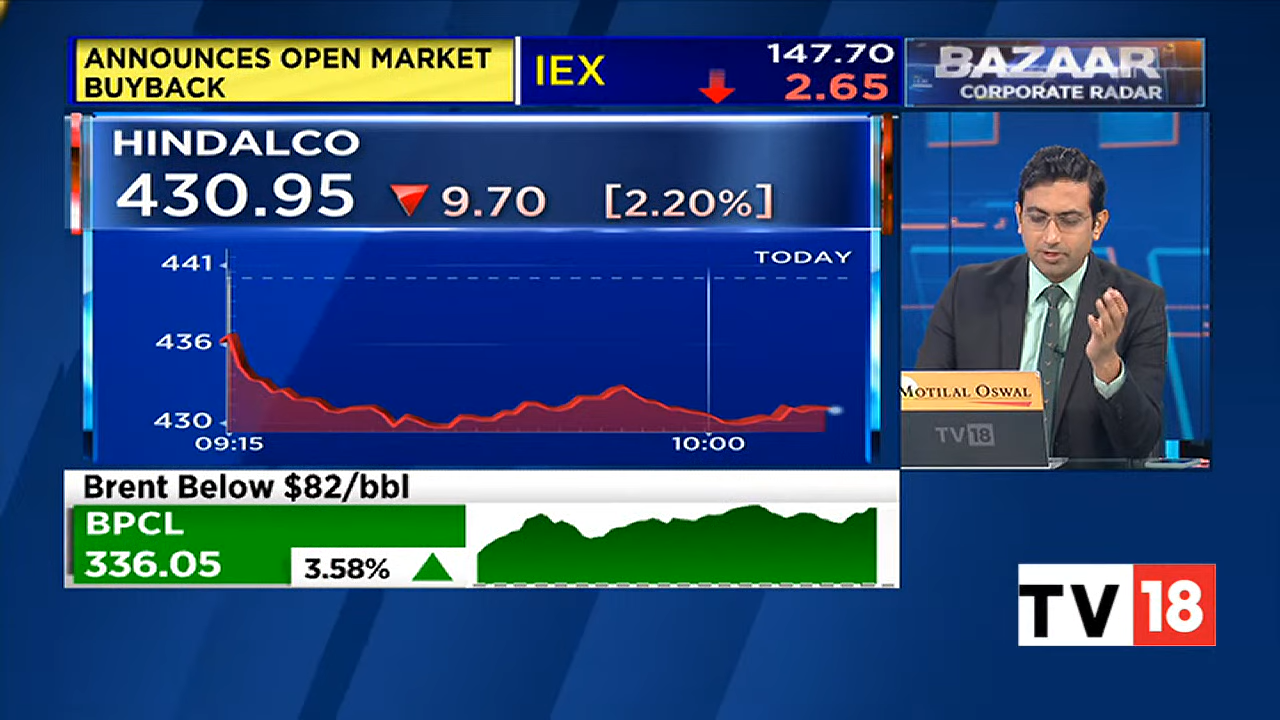 ANNOUNCES OPEN MARKET
BUYBACK
IEX
147.70
2.65
BAZAAR
CORPORATE RADAR
HINDALCO
430.95 9.70 [2.20%]
TODAY
441
436
430
09:15 10:00
MOTILAL OSWAL
TV18
Brent Below $82/bbl
BPCL
336.05
3.58%
TV18